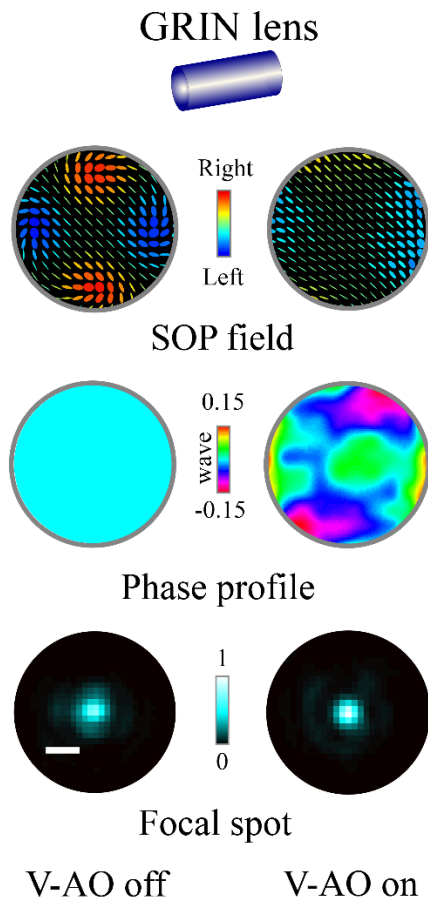 GRIN lens
Right
Left
SOP field
0.15
wave
-0.15
Phase profile
1
0
Focal spot
V-AO off V-AO on